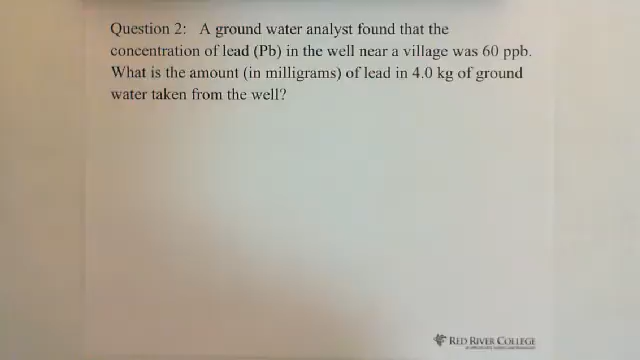 Question 2: A ground water analyst found that the
concentration of lead (Pb) in the well near a village was 60 ppb.
What is the amount (in milligrams) of lead in 4.0 kg of ground
water taken from the well?
RED RIVER COLLEGE